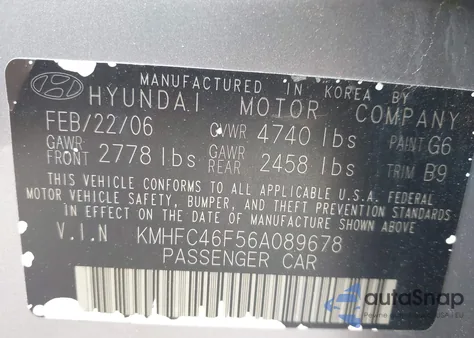 MANUFACTURED IN KOREA BY
HYUNDAI MOTOR COMPANY
FEB/22/06 GVWR 4740 lbs PAINT G6
GAWR FRONT 2778 lbs GAWR REAR 2458 lbs TRIM B9
THIS VEHICLE CONFORMS TO ALL APPLICABLE U.S.A. FEDERAL
MOTOR VEHICLE SAFETY, BUMPER, AND THEFT PREVENTION STANDARDS
IN EFFECT ON THE DATE OF MANUFACTURE SHOWN ABOVE.
V.I.N KMHFC46F56A089678
PASSENGER CAR
autoSnap